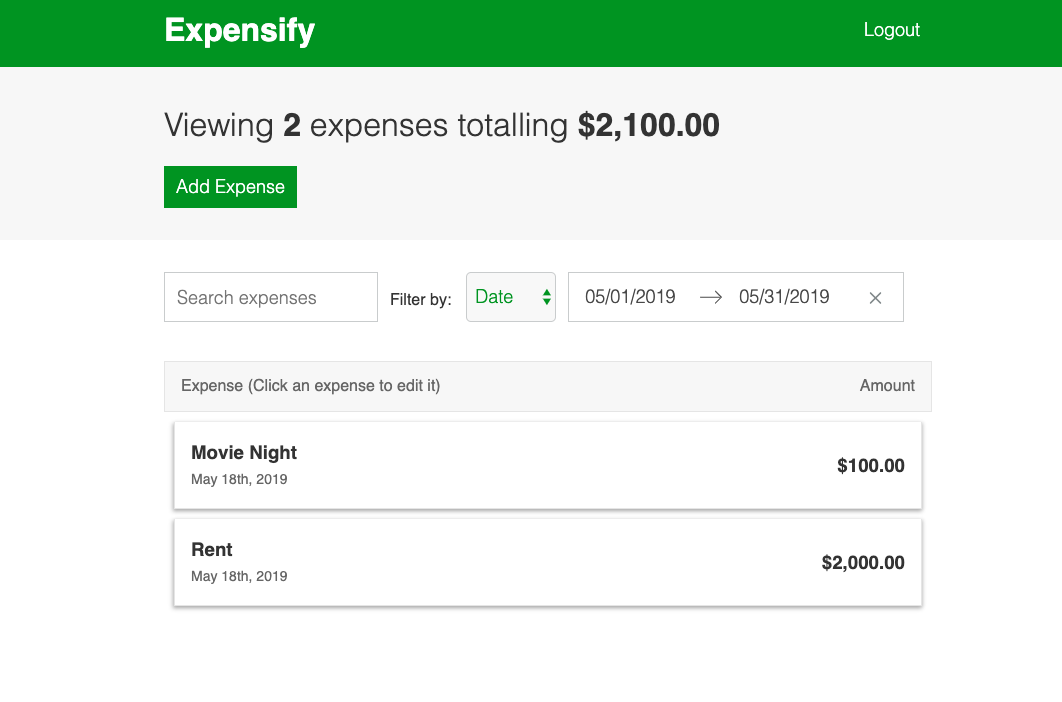 Expensify
Logout
Viewing 2 expenses totalling $2,100.00
Add Expense
Search expenses Filter by: Date 05/01/2019 → 05/31/2019 ×
Expense (Click an expense to edit it) Amount
Movie Night
May 18th, 2019
$100.00
Rent
May 18th, 2019
$2,000.00